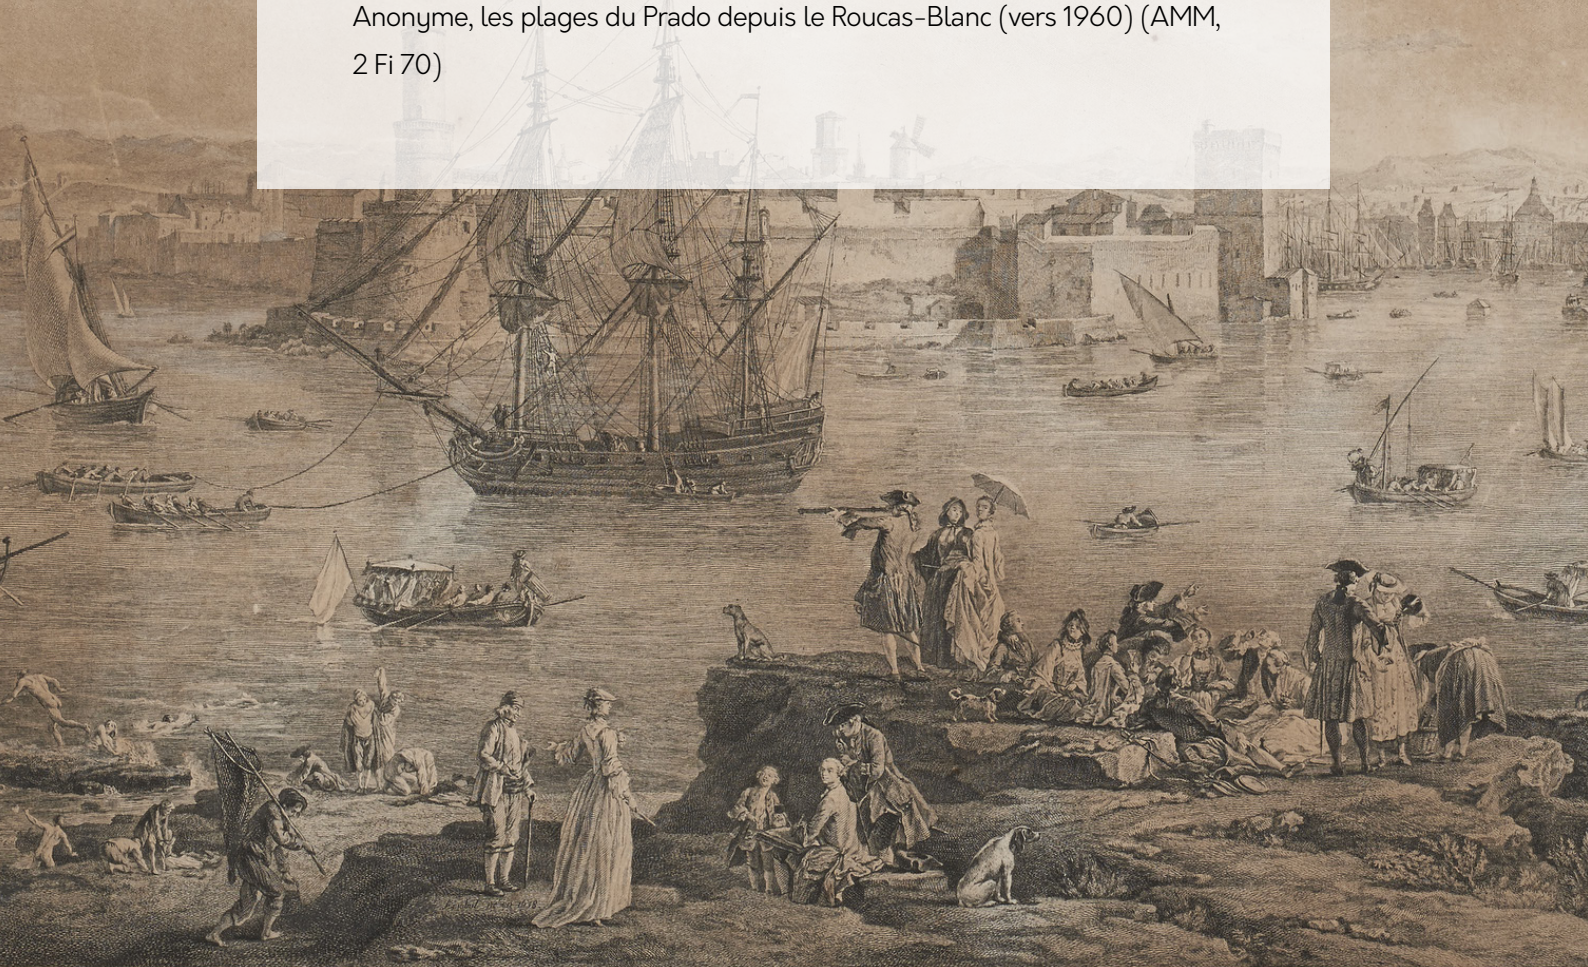 Anonyme, les plages du Prado depuis le Roucas-Blanc (vers 1960) (AMM,
2 Fi 70)